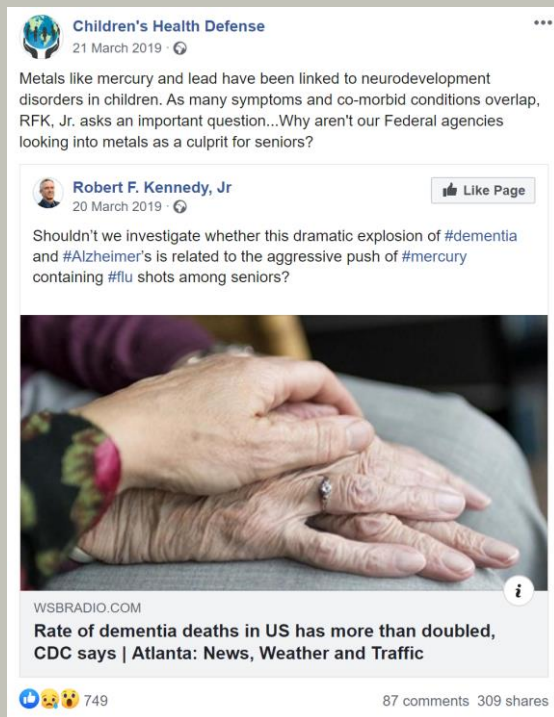 Children's Health Defense
21 March 2019 ·
Metals like mercury and lead have been linked to neurodevelopment
disorders in children. As many symptoms and co-morbid conditions overlap,
RFK, Jr. asks an important question...Why aren't our Federal agencies
looking into metals as a culprit for seniors?
Robert F. Kennedy, Jr
20 March 2019 ·
Like Page
Shouldn't we investigate whether this dramatic explosion of #dementia
and #Alzheimer's is related to the aggressive push of #mercury
containing #flu shots among seniors?
i
WSBRADIO.COM
Rate of dementia deaths in US has more than doubled,
CDC says | Atlanta: News, Weather and Traffic
749
87 comments 309 shares